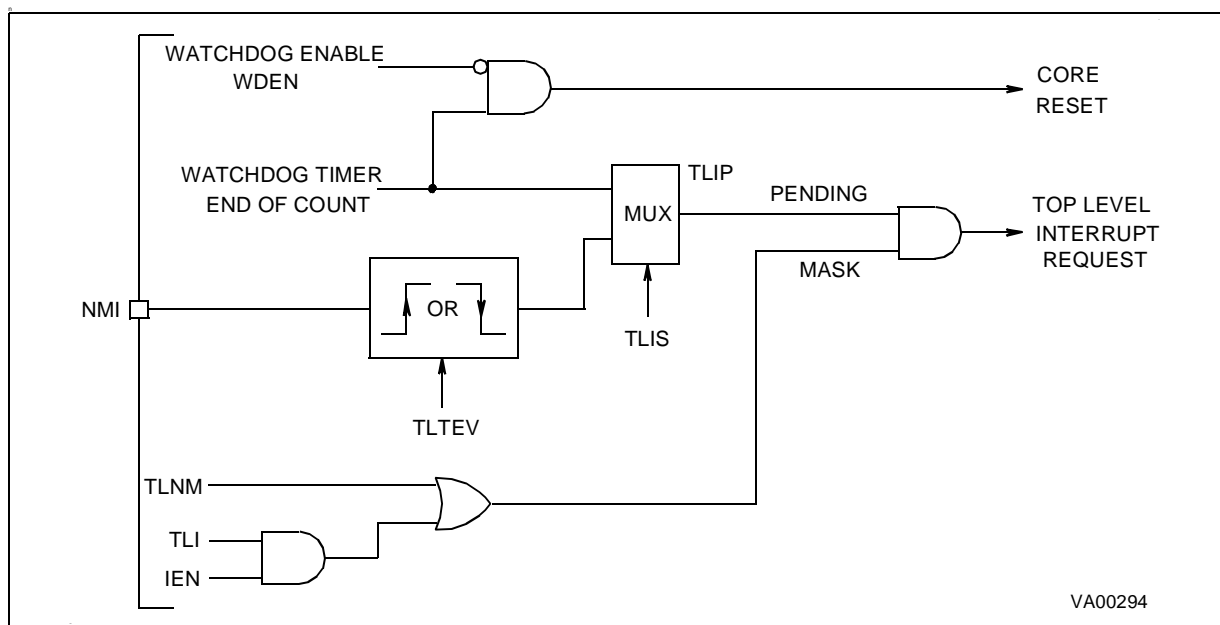 WATCHDOG ENABLE
WDEN
CORE
RESET
WATCHDOG TIMER
END OF COUNT
TLIP
MUX
PENDING
MASK
TOP LEVEL
INTERRUPT
REQUEST
NMI
OR
TLIS
TLTEV
TLNM
TLI
IEN
VA00294